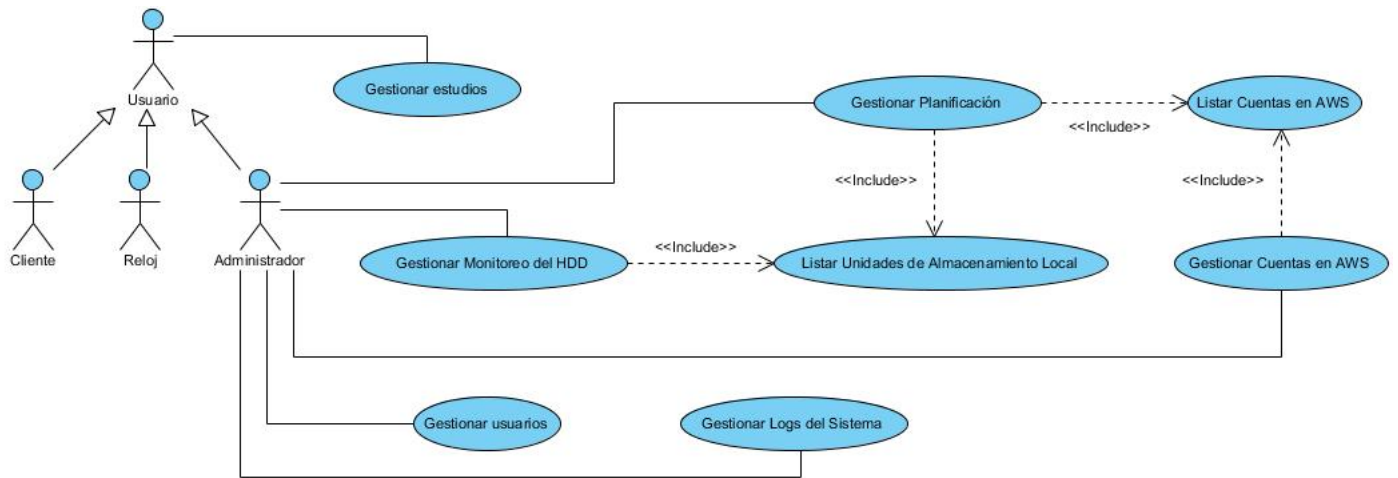 Usuario
Gestionar estudios
Gestionar Planificación
<<Include>>
Listar Cuentas en AWS
<<Include>>
<<Include>>
Cliente
Reloj
Administrador
Gestionar Monitoreo del HDD
<<Include>>
Listar Unidades de Almacenamiento Local
Gestionar Cuentas en AWS
Gestionar usuarios
Gestionar Logs del Sistema